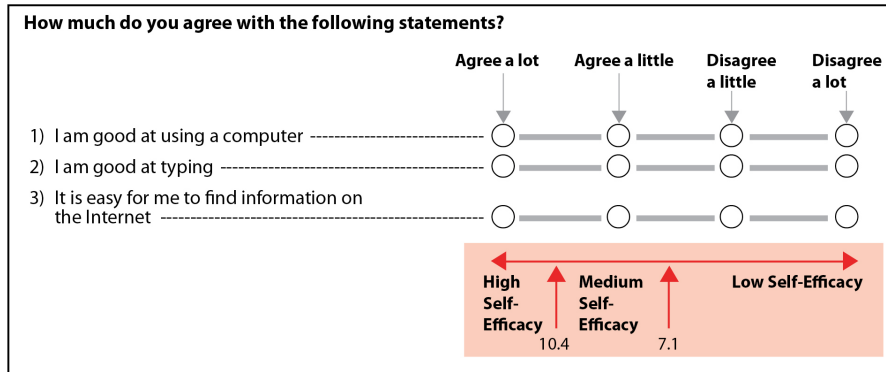 How much do you agree with the following statements?
Agree a lot
Agree a little
Disagree
a little
Disagree
a lot
1) I am good at using a computer
2) I am good at typing
3) It is easy for me to find information on
the Internet
High
Self-
Efficacy
Medium
Self-
Efficacy
Low Self-Efficacy
10.4
7.1